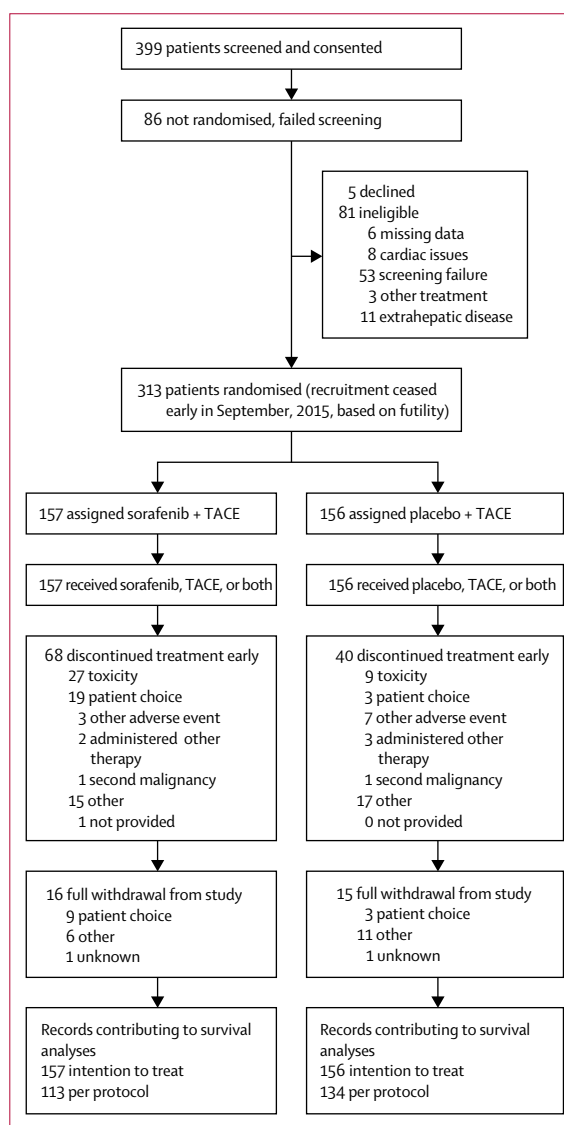 399 patients screened and consented
86 not randomised, failed screening
5 declined
81 ineligible
6 missing data
8 cardiac issues
53 screening failure
3 other treatment
11 extrahepatic disease
313 patients randomised (recruitment ceased
early in September, 2015, based on futility)
157 assigned sorafenib + TACE
157 received sorafenib, TACE, or both
68 discontinued treatment early
27 toxicity
19 patient choice
3 other adverse event
2 administered other
therapy
1 second malignancy
15 other
1 not provided
16 full withdrawal from study
9 patient choice
6 other
1 unknown
Records contributing to survival
analyses
157 intention to treat
113 per protocol
156 assigned placebo + TACE
156 received placebo, TACE, or both
40 discontinued treatment early
9 toxicity
3 patient choice
7 other adverse event
3 administered other
therapy
1 second malignancy
17 other
0 not provided
15 full withdrawal from study
3 patient choice
11 other
1 unknown
Records contributing to survival
analyses
156 intention to treat
134 per protocol